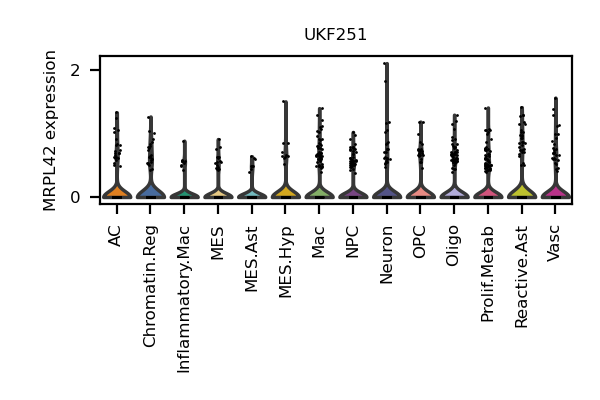 UKF251
MRPL42 expression
2
0
AC
Chromatin.Reg
Inflammatory.Mac
MES
MES.Ast
MES.Hyp
Mac
NPC
Neuron
OPC
Oligo
Prolif.Metab
Reactive.Ast
Vasc